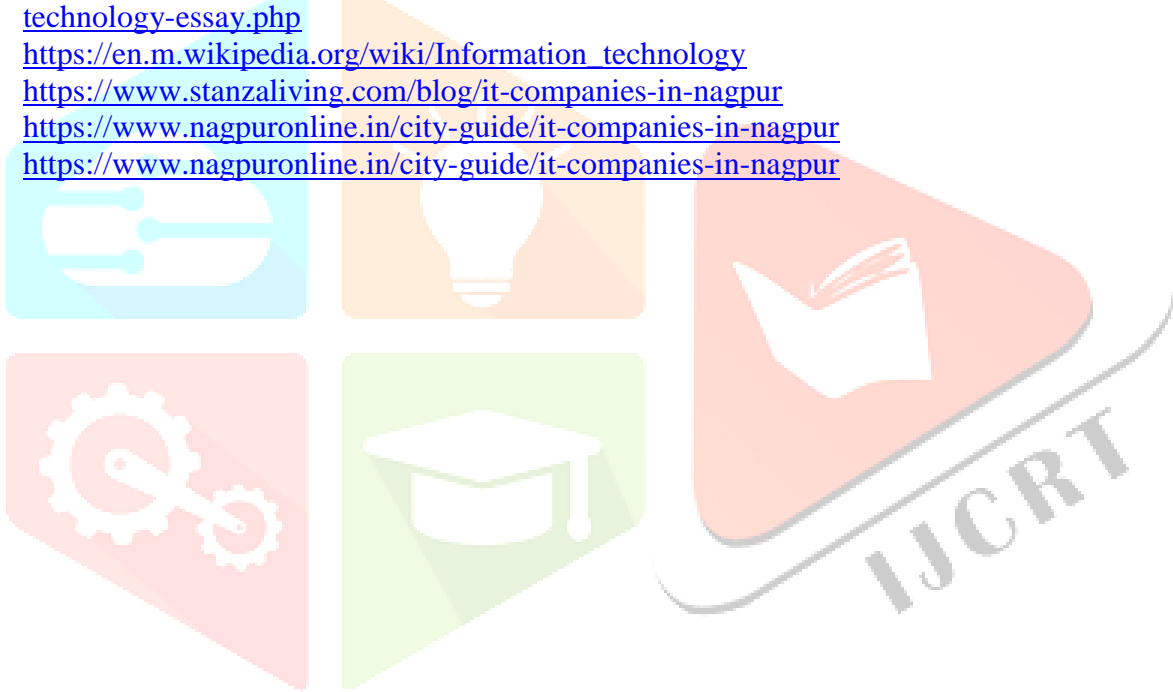 technology-essay.php
https://en.m.wikipedia.org/wiki/Information_technology
https://www.stanzaliving.com/blog/it-companies-in-nagpur
https://www.nagpuronline.in/city-guide/it-companies-in-nagpur
https://www.nagpuronline.in/city-guide/it-companies-in-nagpur
IJCRT